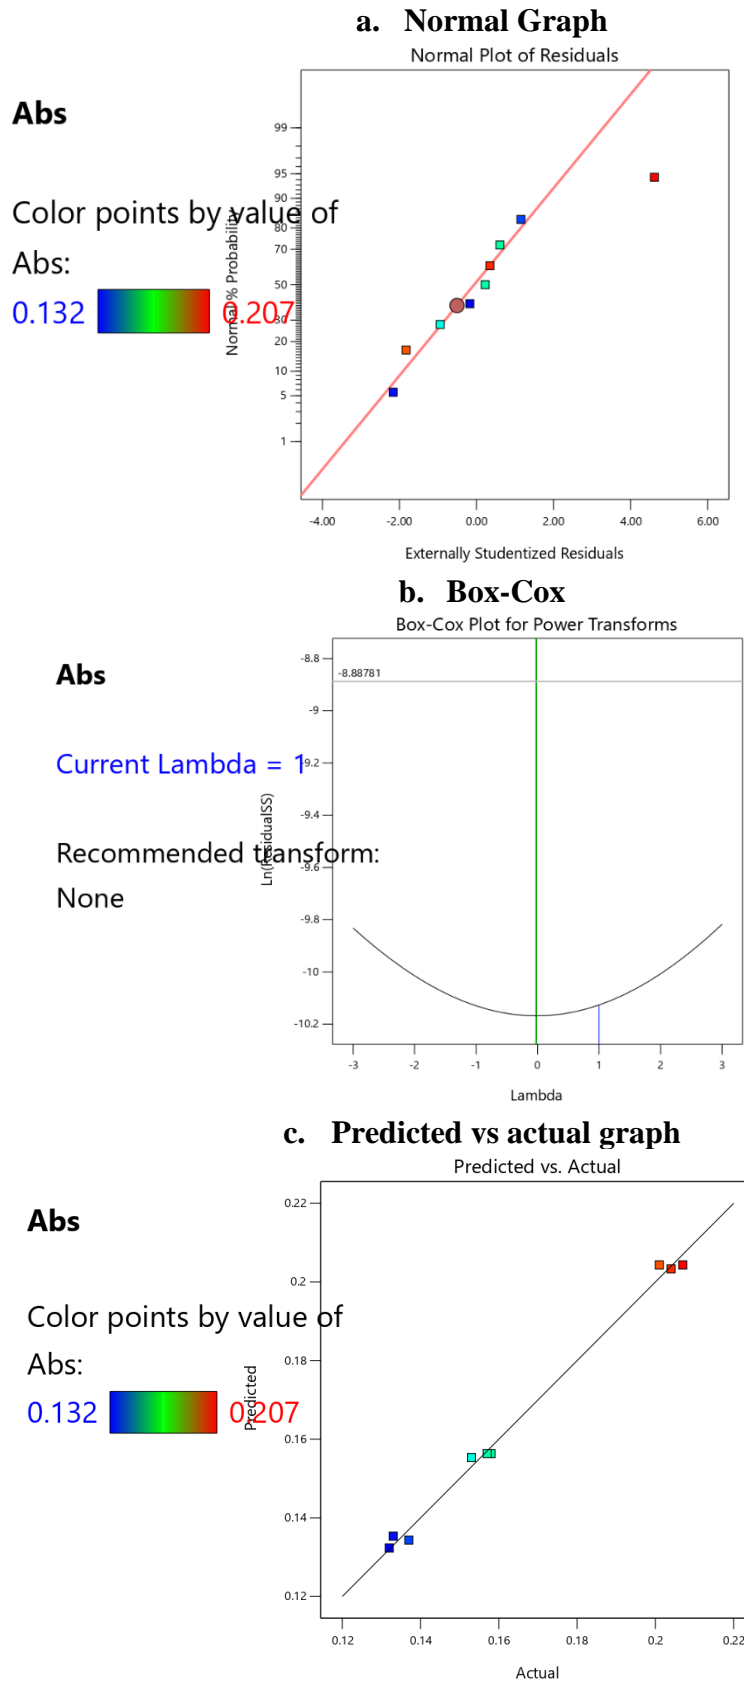 a. Normal Graph
Normal Plot of Residuals
Abs
Color points by value of
Abs:
0.132 0.207
Normal % Probability
99
95
90
80
70
50
30
20
10
5
1
-4.00 -2.00 0.00 2.00 4.00 6.00
Externally Studentized Residuals
b. Box-Cox
Box-Cox Plot for Power Transforms
Abs
Current Lambda = 1
Recommended transform:
None
Ln(ResidualSS)
-8.8
-8.88781
-9
-9.2
-9.4
-9.6
-9.8
-10
-10.2
-3 -2 -1 0 1 2 3
Lambda
c. Predicted vs actual graph
Predicted vs. Actual
Abs
Color points by value of
Abs:
0.132 0.207
Predicted
0.22
0.2
0.18
0.16
0.14
0.12
0.12 0.14 0.16 0.18 0.2 0.22
Actual